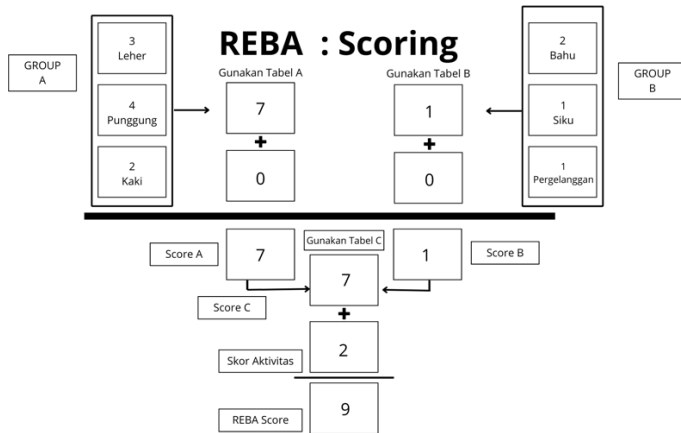 REBA : Scoring
GROUP
A
3
Leher
4
Punggung
2
Kaki
Gunakan Tabel A
7
+
0
Gunakan Tabel B
1
+
0
2
Bahu
1
Siku
1
Pergelanggan
GROUP
B
Score A
7
Gunakan Tabel C
7
1
Score B
Score C
+
Skor Aktivitas
2
REBA Score
9